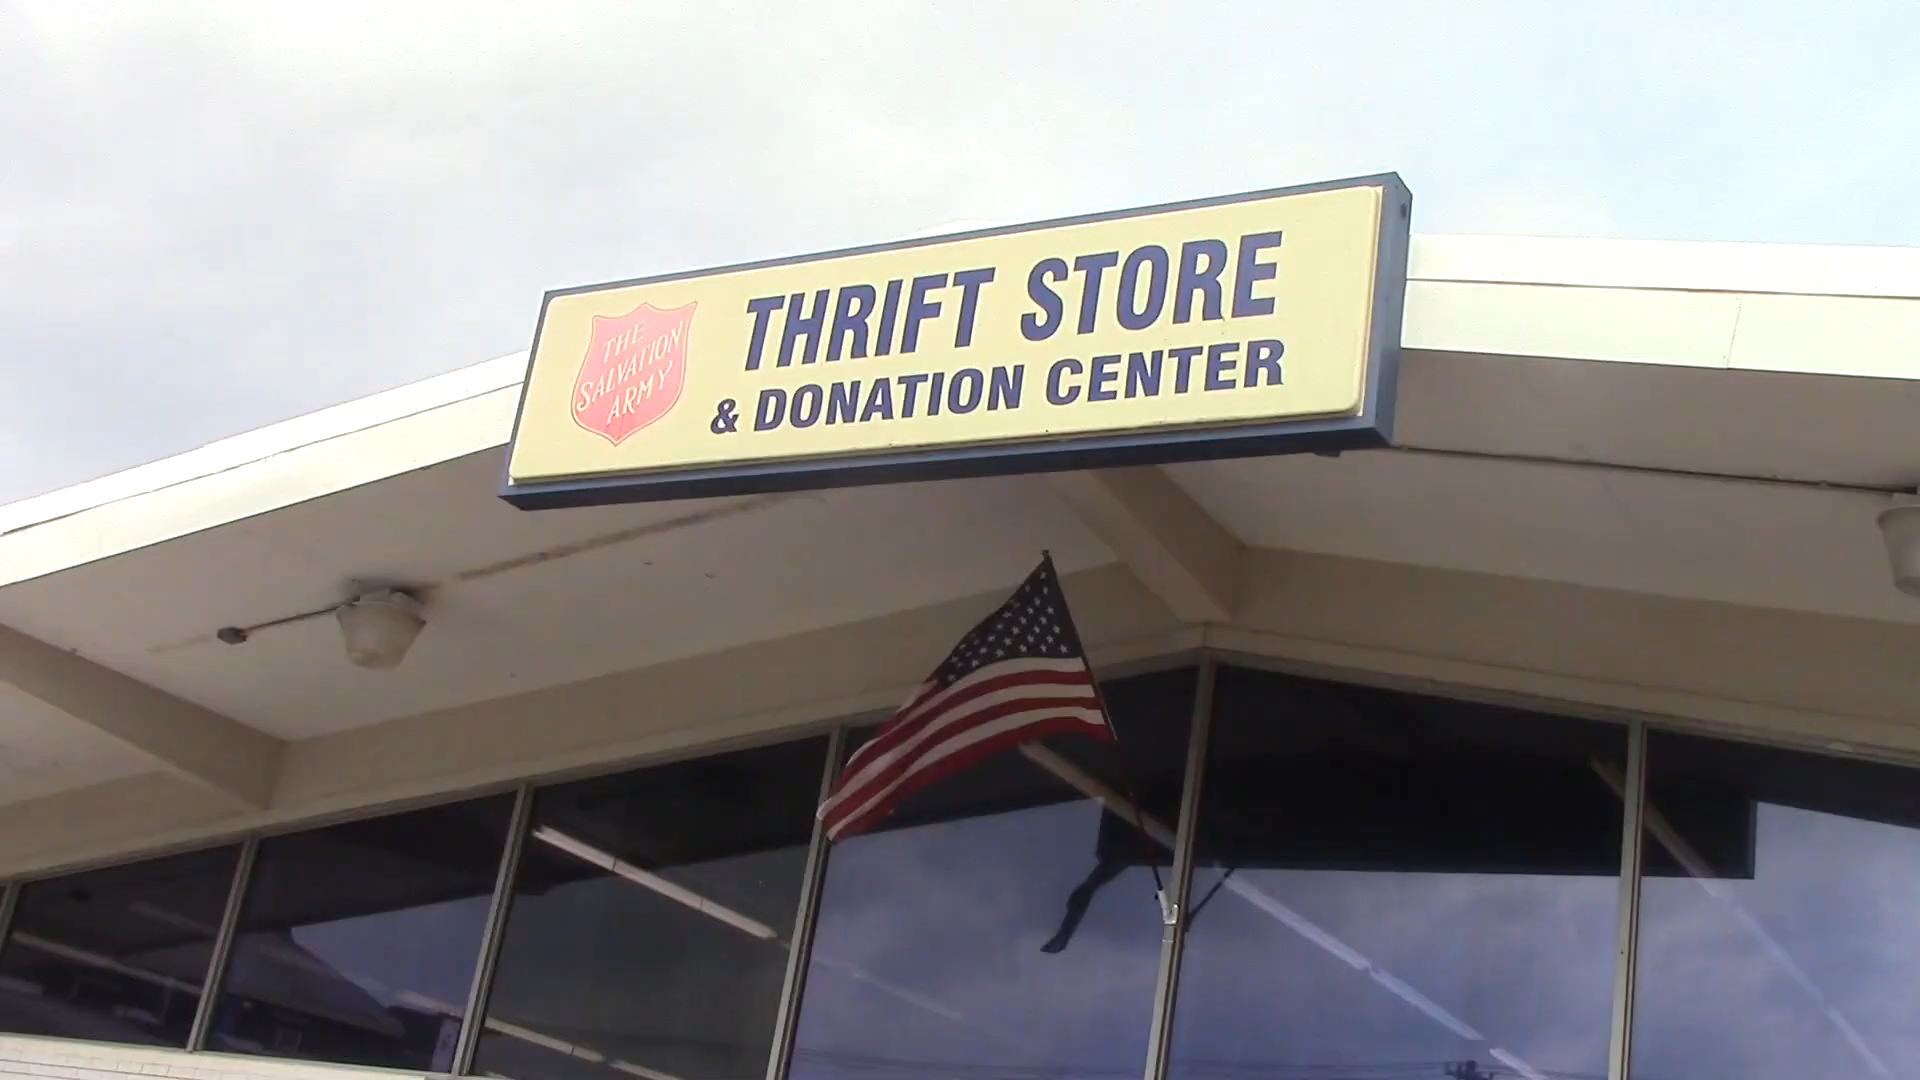 THE
SALVATION
ARMY
THRIFT STORE
& DONATION CENTER